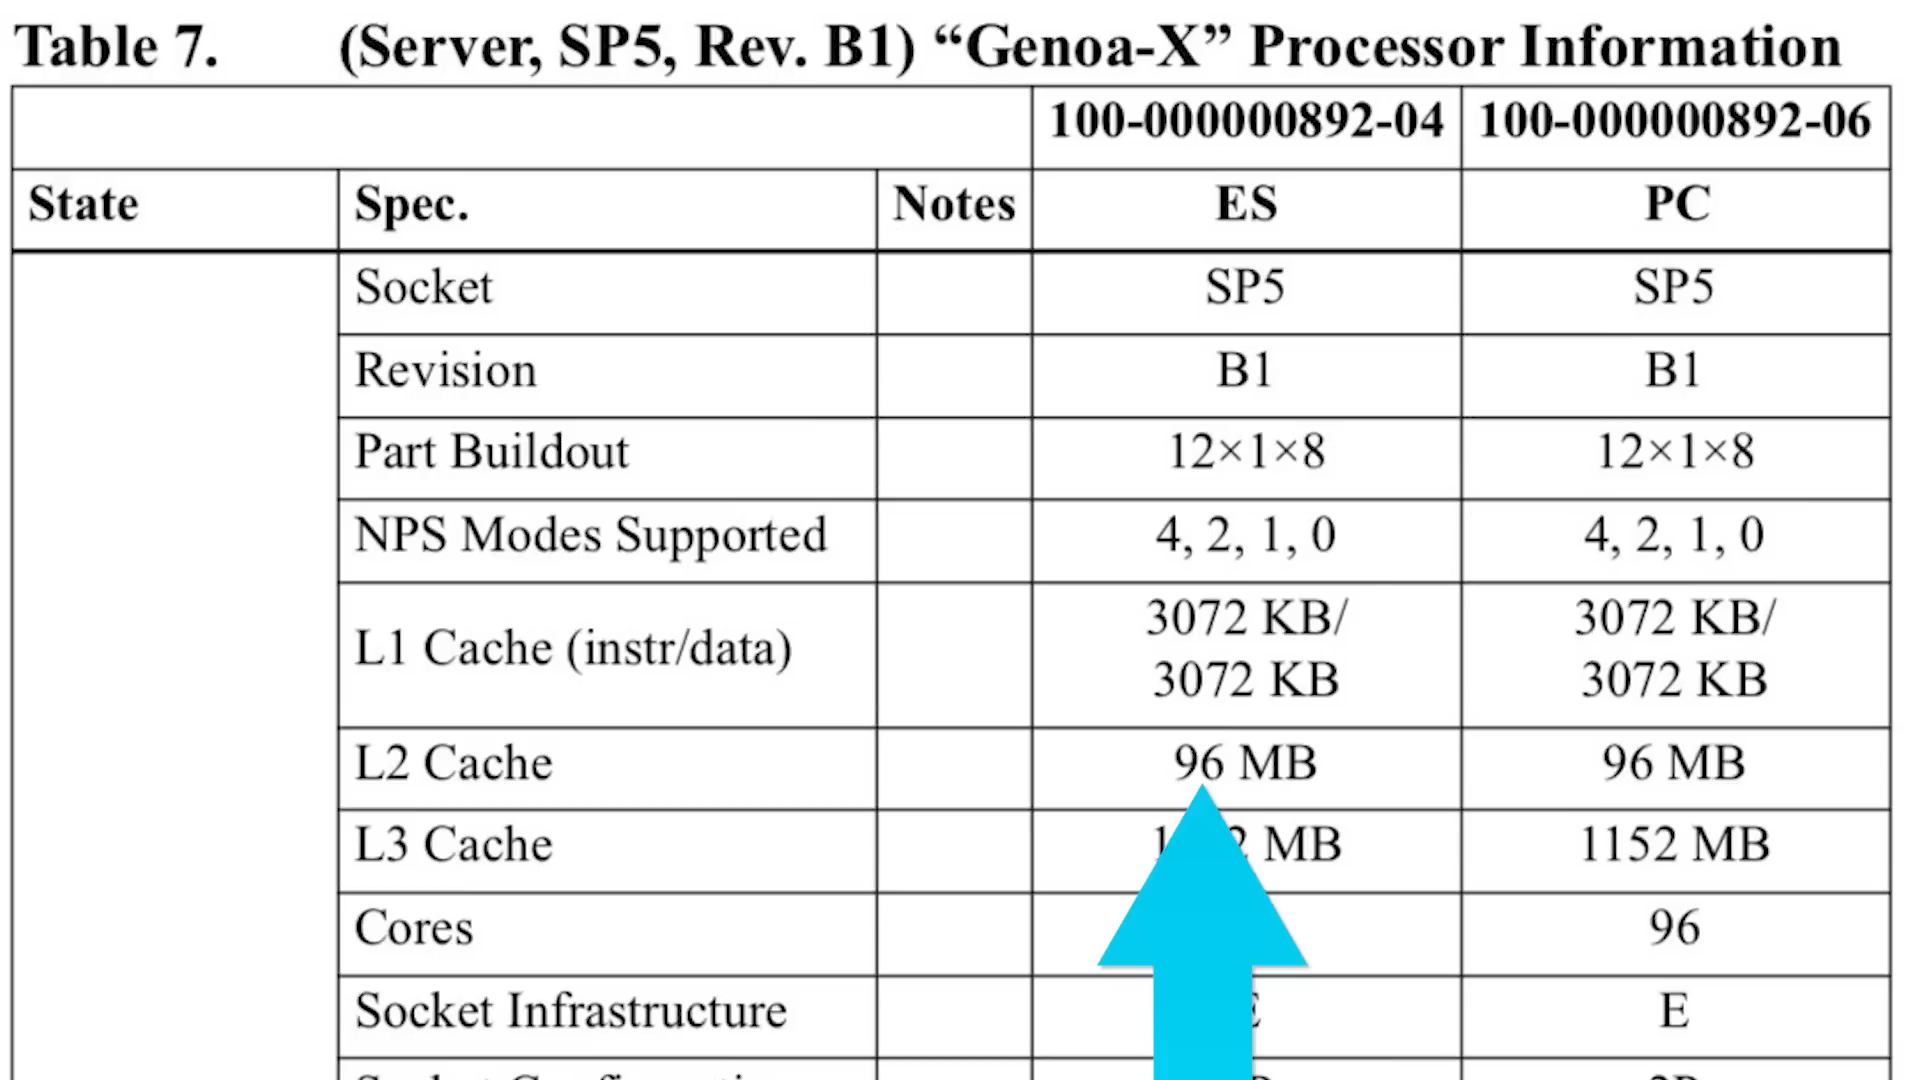 Table 7. (Server, SP5, Rev. B1) “Genoa-X” Processor Information
100-000000892-04 100-000000892-06
State Spec. Notes ES PC
Socket SP5 SP5
Revision B1 B1
Part Buildout 12×1×8 12×1×8
NPS Modes Supported 4, 2, 1, 0 4, 2, 1, 0
L1 Cache (instr/data) 3072 KB/ 3072 KB/
3072 KB 3072 KB
L2 Cache 96 MB 96 MB
L3 Cache MB 1152 MB
Cores 96
Socket Infrastructure E